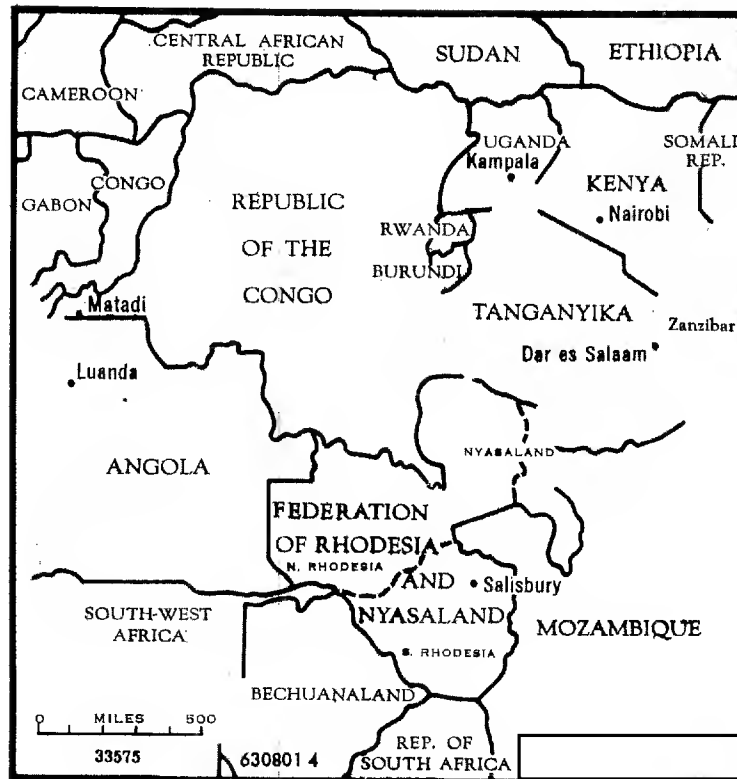 CENTRAL AFRICAN
REPUBLIC
SUDAN
ETHIOPIA
CAMEROON
UGANDA
Kampala
SOMALI
REP.
CONGO
GABON
KENYA
Nairobi
REPUBLIC
OF THE
CONGO
RWANDA
BURUNDI
Matadi
TANGANYIKA
Zanzibar
Dar es Salaam
Luanda
NYASALAND
ANGOLA
FEDERATION
OF RHODESIA
N. RHODESIA
AND
Salisbury
NYASALAND
SOUTH-WEST
AFRICA
MOZAMBIQUE
S. RHODESIA
BECHUANALAND
0 MILES 500
REP. OF
SOUTH AFRICA
33575
630801 4